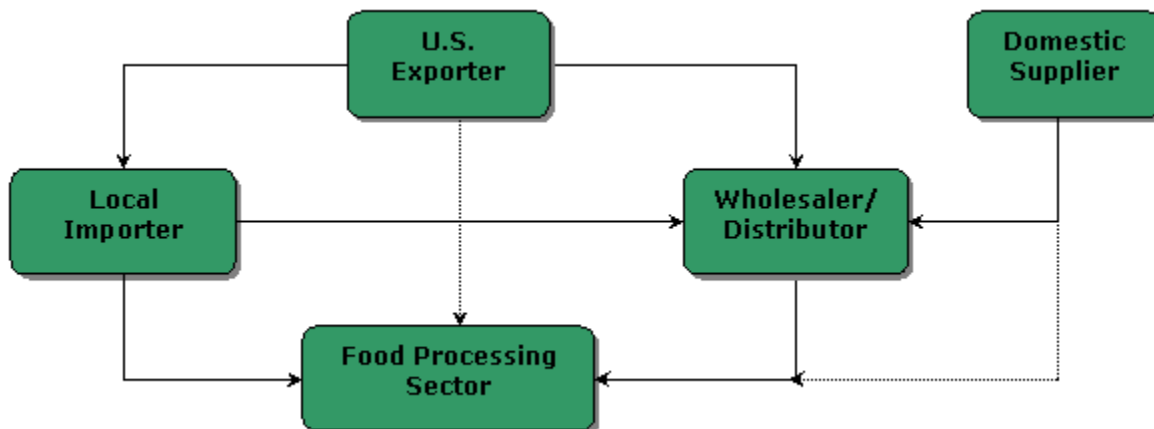 U.S.
Exporter
Domestic
Supplier
Local
Importer
Wholesaler/
Distributor
Food Processing
Sector